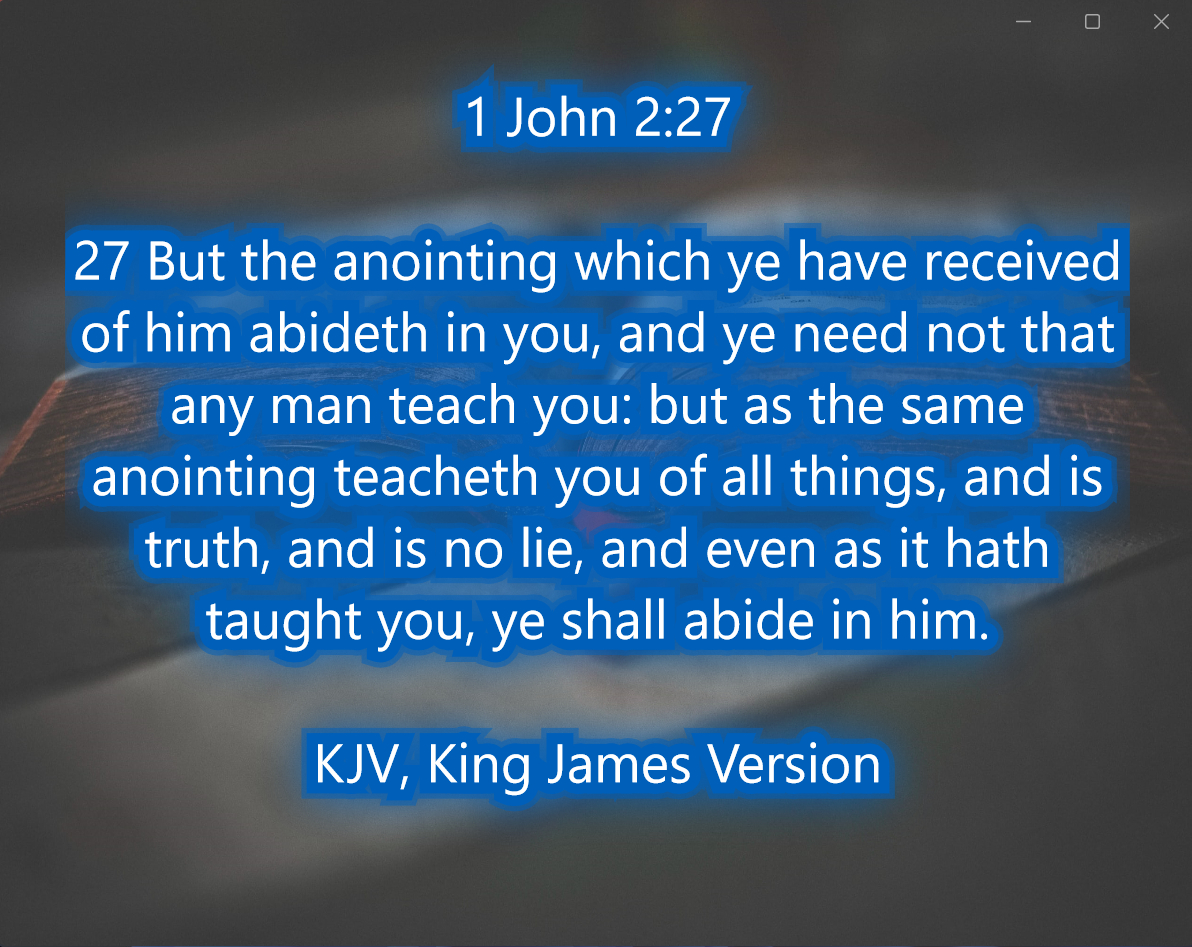 1 John 2:27
27 But the anointing which ye have received
of him abideth in you, and ye need not that
any man teach you: but as the same
anointing teacheth you of all things, and is
truth, and is no lie, and even as it hath
taught you, ye shall abide in him.
KJV, King James Version